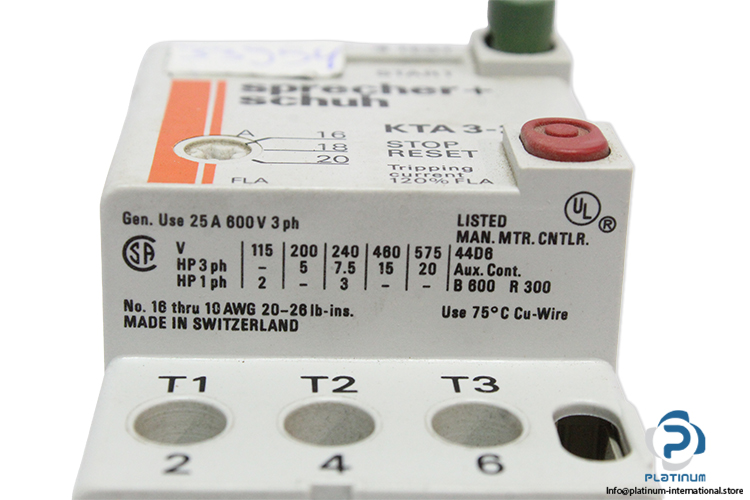 START
sprecher+
schuh
KTA 3-
A 16
18
20
FLA
STOP
RESET
Tripping
current
120% FLA
Gen. Use 25 A 600 V 3 ph
CSA
V 115 200 240 460 575
HP 3 ph - 5 7.5 15 20
HP 1 ph 2 - 3 - -
No. 16 thru 10 AWG 20-26 lb-ins.
MADE IN SWITZERLAND
UL ®
LISTED
MAN. MTR. CNTLR.
44D6
Aux. Cont.
B 600 R 300
Use 75°C Cu-Wire
T1 T2 T3
2 4 6
PLATINUM
Info@platinum-international.store